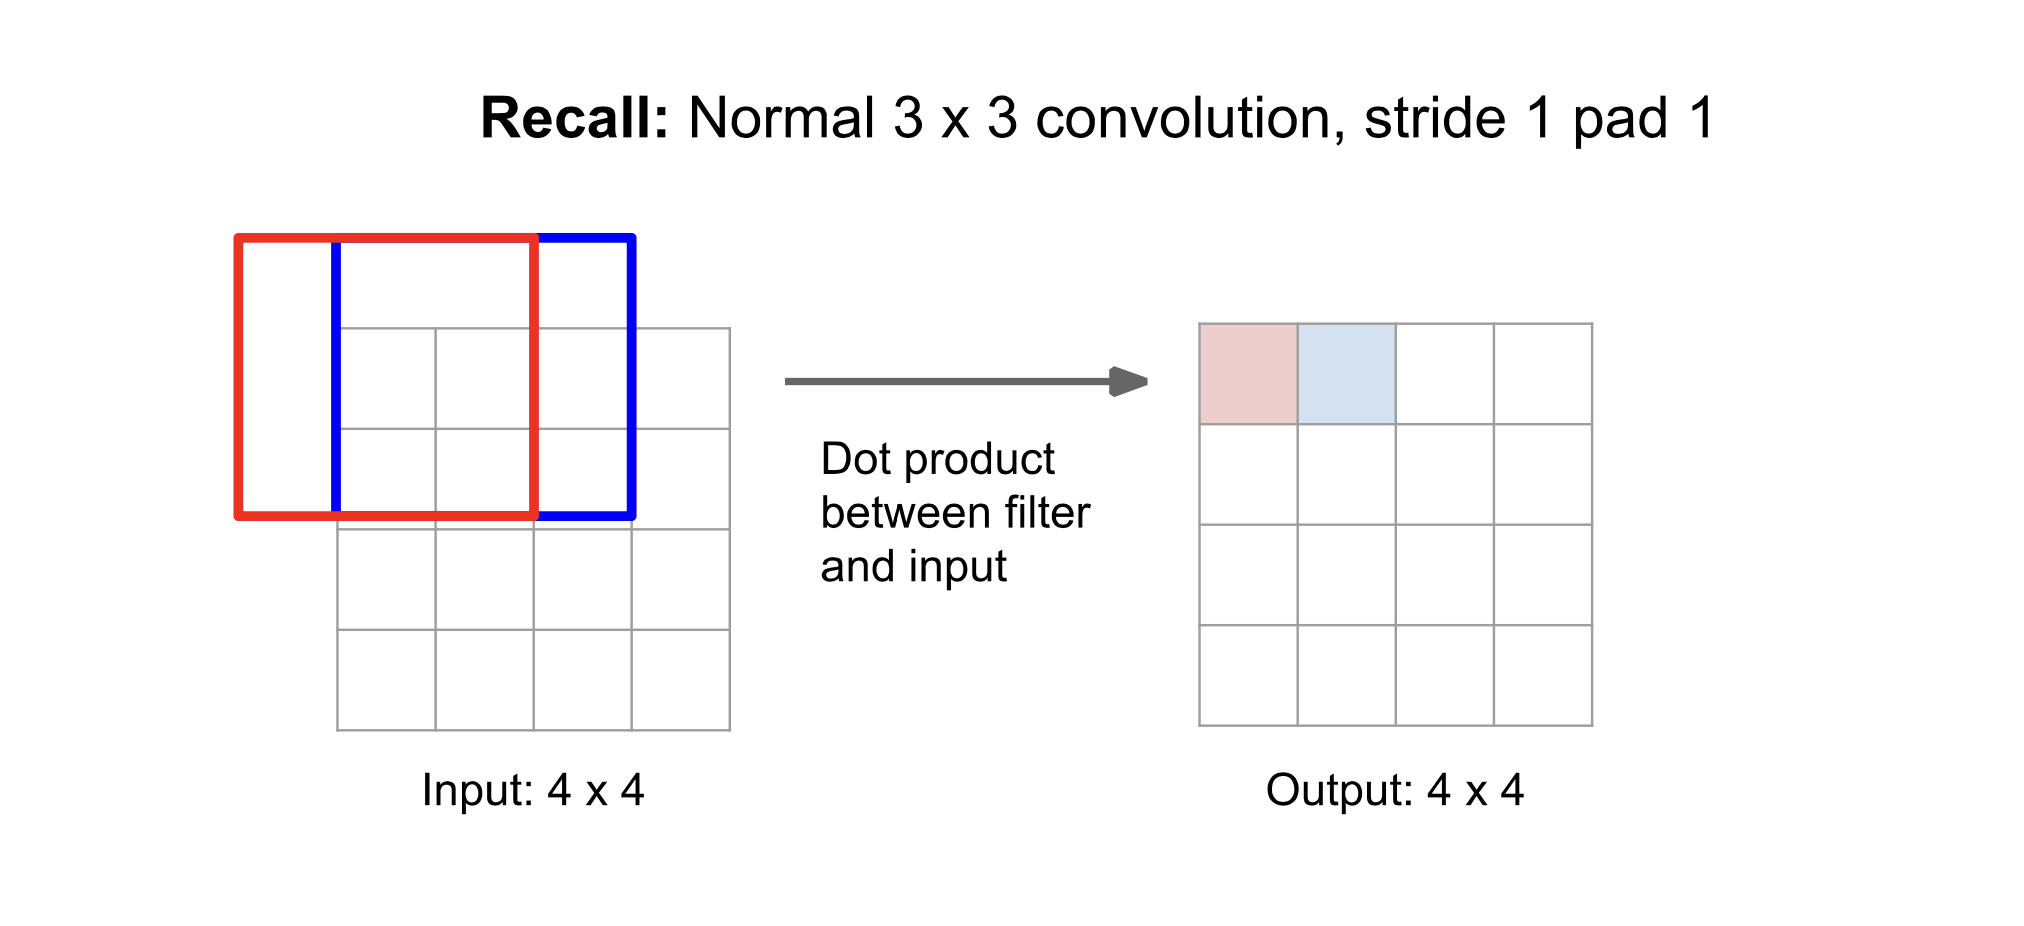 Recall: Normal 3 x 3 convolution, stride 1 pad 1
Dot product
between filter
and input
Input: 4 x 4
Output: 4 x 4